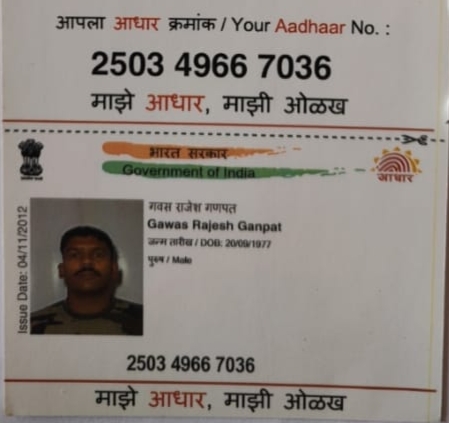 आपला आधार क्रमांक / Your Aadhaar No. :
2503 4966 7036
माझे आधार, माझी ओळख
भारत सरकार
Government of India
आधार
Issue Date: 04/11/2012
गवस राजेश गणपत
Gawas Rajesh Ganpat
जन्म तारीख / DOB: 20/09/1977
पुरुष / Male
2503 4966 7036
माझे आधार, माझी ओळख